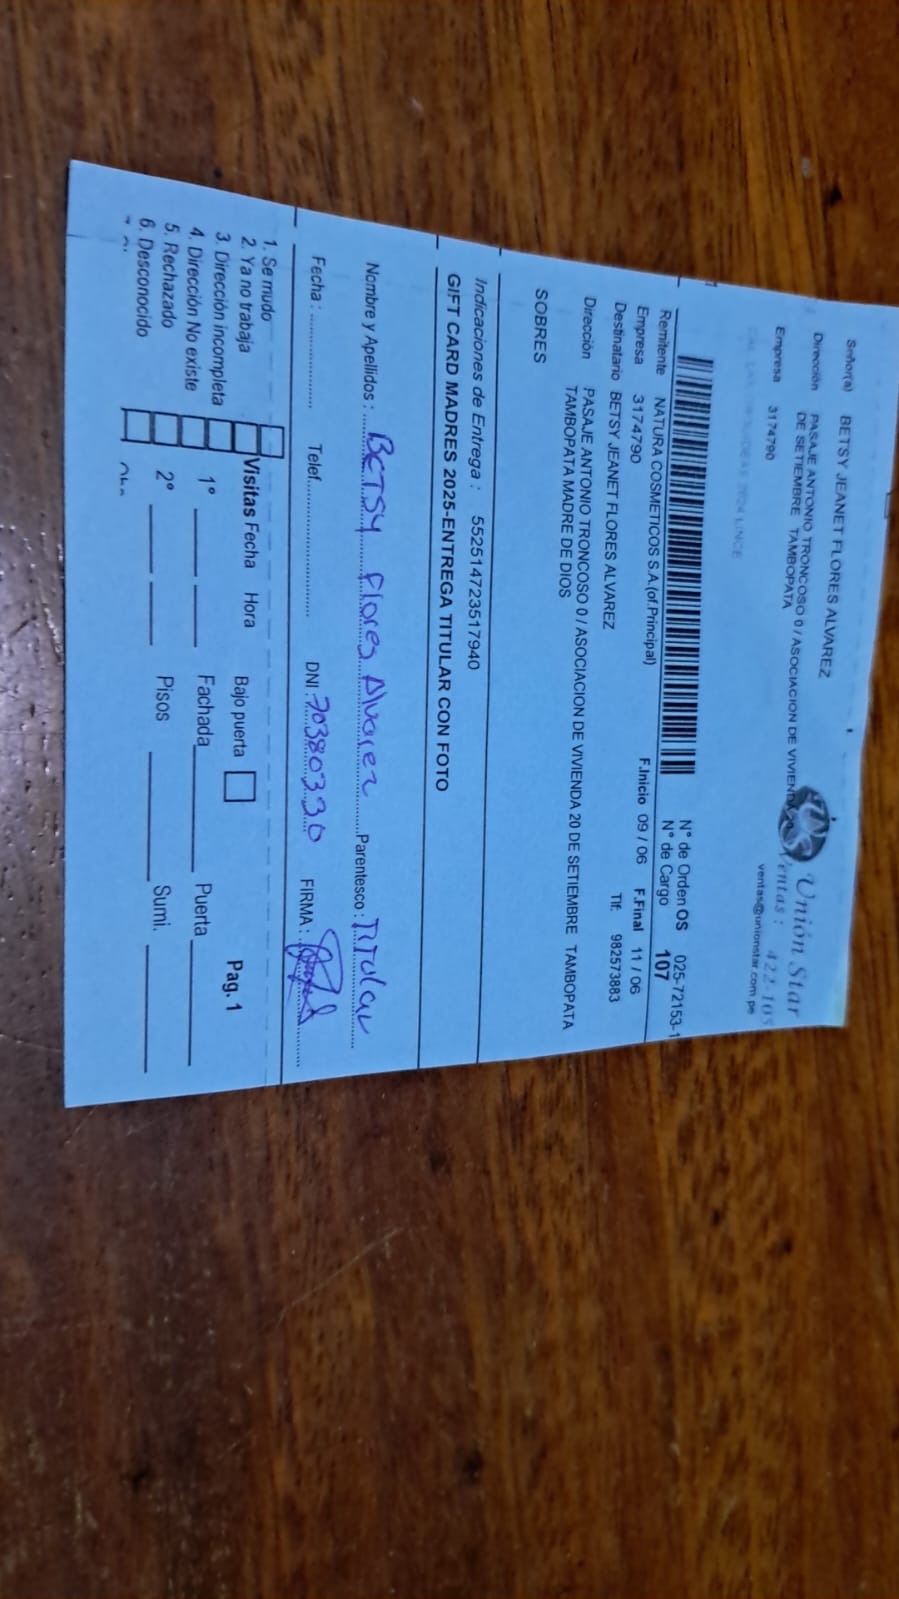 Unión Star
Ventas : 422-105
ventas@unionstar.com.pe
Señor(a) BETSY JEANET FLORES ALVAREZ
Dirección PASAJE ANTONIO TRONCOSO 0 / ASOCIACION DE VIVIENDA
DE SETIEMBRE TAMBOPATA
Empresa 3174790
LINCE
N° de Orden OS 025-72153-1
N° de Cargo 107
Remitente NATURA COSMETICOS S.A.(of.Principal)
Empresa 3174790 F.Inicio 09 / 06 F.Final 11 / 06
Destinatario BETSY JEANET FLORES ALVAREZ Tlf: 982573883
Dirección PASAJE ANTONIO TRONCOSO 0 / ASOCIACION DE VIVIENDA 20 DE SETIEMBRE TAMBOPATA
TAMBOPATA MADRE DE DIOS
SOBRES
Indicaciones de Entrega : 552514723517940
GIFT CARD MADRES 2025-ENTREGA TITULAR CON FOTO
Nombre y Apellidos : BETSY Flores Alvarez Parentesco : TITular
Fecha : Telef. DNI. 70380330 FIRMA :
1. Se mudo
2. Ya no trabaja Visitas Fecha Hora Bajo puerta Pag. 1
3. Dirección incompleta
4. Dirección No existe 1° Fachada Puerta
5. Rechazado 2° Pisos Sumi.
6. Desconocido